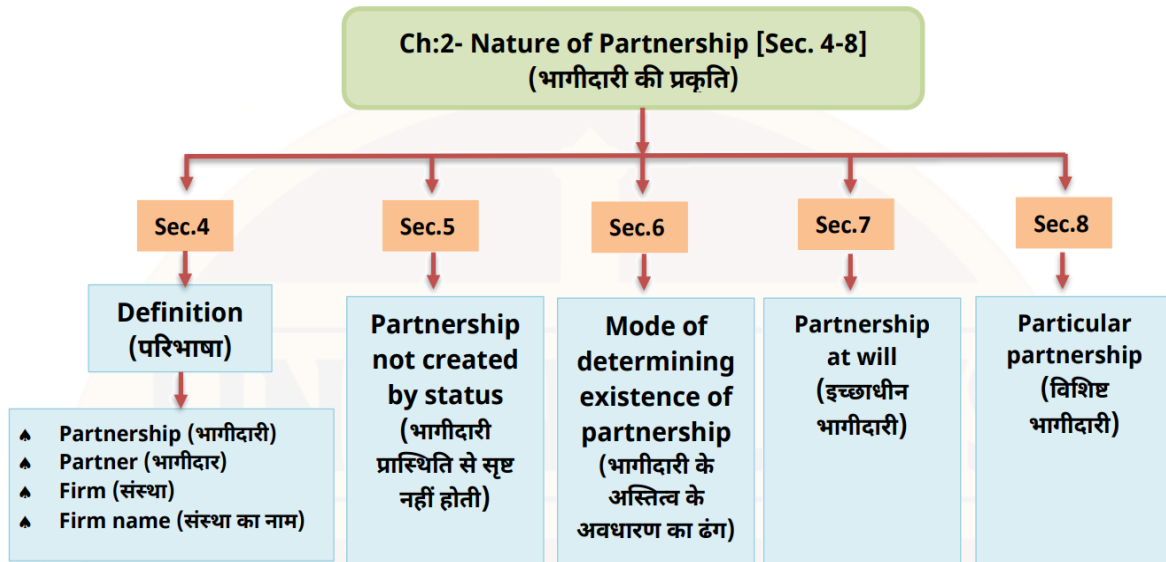 Ch:2- Nature of Partnership [Sec. 4-8]
(भागीदारी की प्रकृति)
Sec.4
Sec.5
Sec.6
Sec.7
Sec.8
Definition
(परिभाषा)
♠ Partnership (भागीदारी)
♠ Partner (भागीदार)
♠ Firm (संस्था)
♠ Firm name (संस्था का नाम)
Partnership
not created
by status
(भागीदारी
प्रास्थिति से सृष्ट
नहीं होती)
Mode of
determining
existence of
partnership
(भागीदारी के
अस्तित्व के
अवधारण का ढंग)
Partnership
at will
(इच्छाधीन
भागीदारी)
Particular
partnership
(विशिष्ट
भागीदारी)